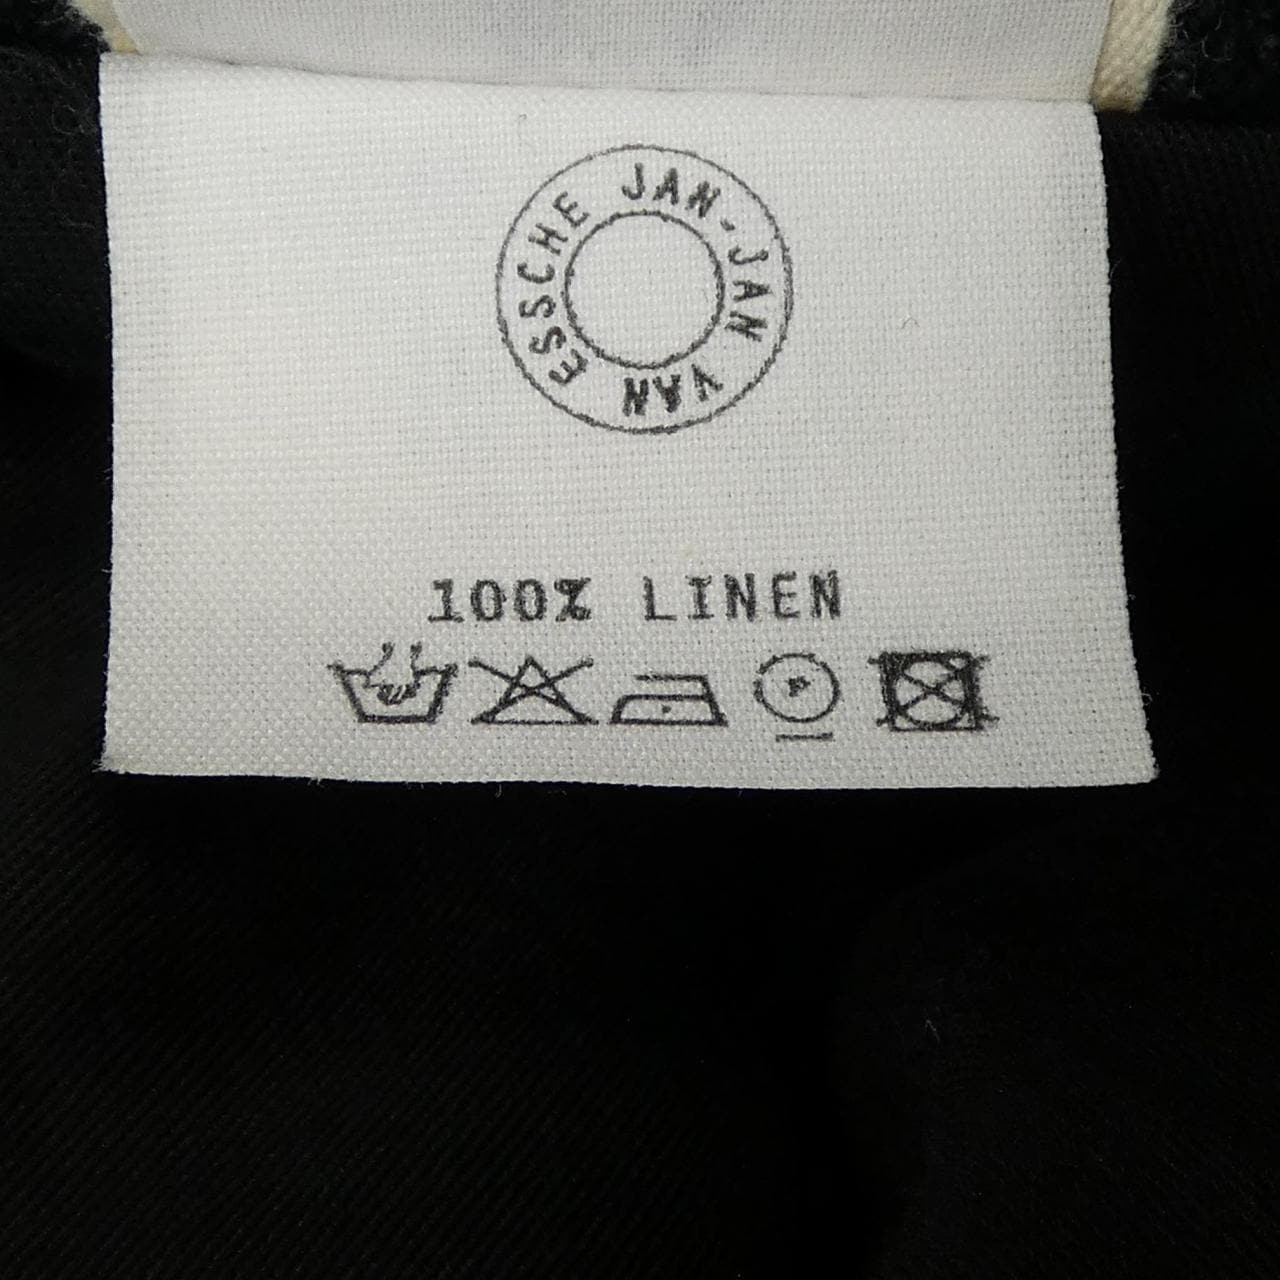 JAN-JAN VAN ESSCHE
100% LINEN
P